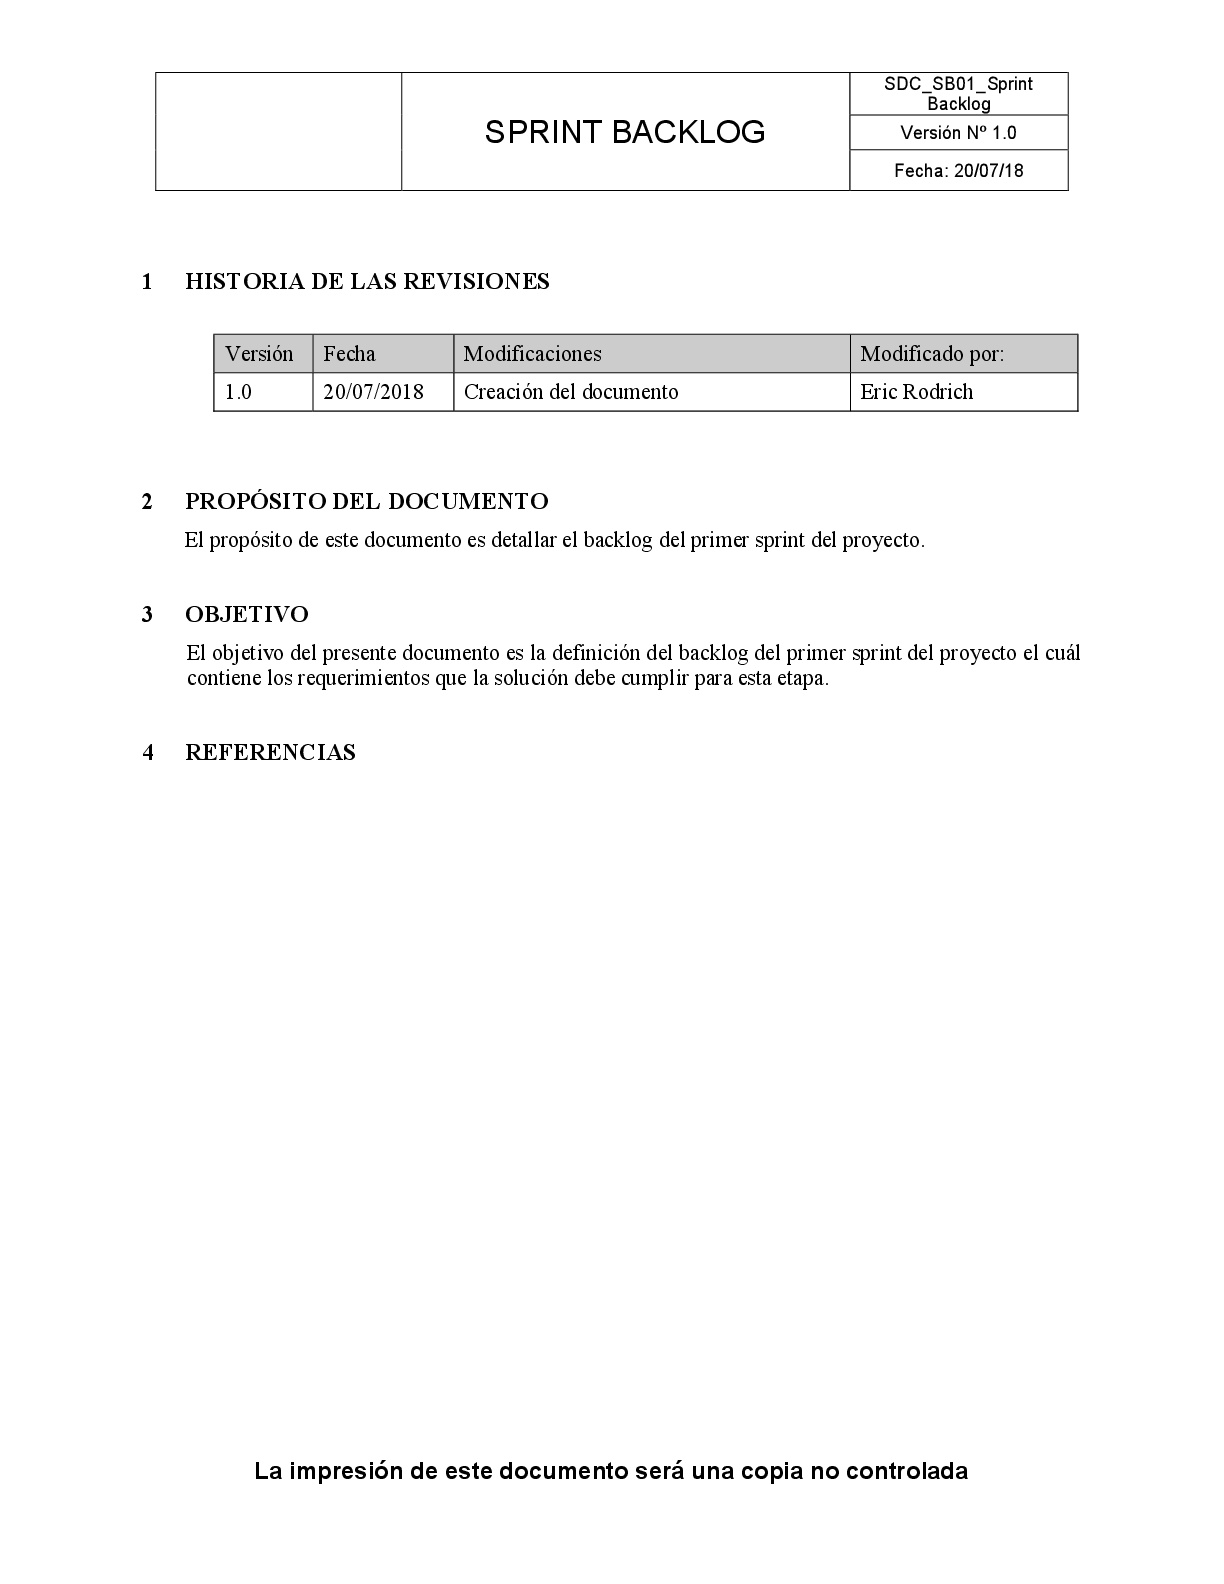 SPRINT BACKLOG
SDC_SB01_Sprint
Backlog
Versión Nº 1.0
Fecha: 20/07/18
1 HISTORIA DE LAS REVISIONES
Versión Fecha Modificaciones Modificado por:
1.0 20/07/2018 Creación del documento Eric Rodrich
2 PROPÓSITO DEL DOCUMENTO
El propósito de este documento es detallar el backlog del primer sprint del proyecto.
3 OBJETIVO
El objetivo del presente documento es la definición del backlog del primer sprint del proyecto el cuál
contiene los requerimientos que la solución debe cumplir para esta etapa.
4 REFERENCIAS
La impresión de este documento será una copia no controlada